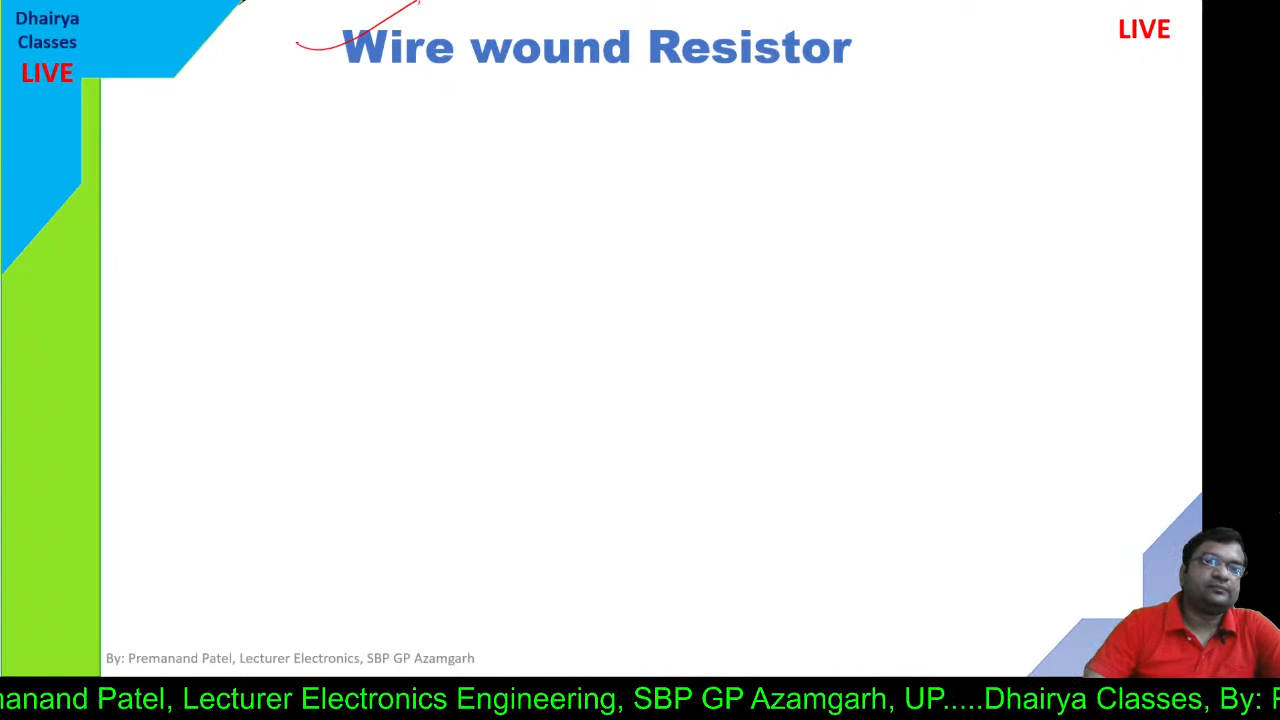 Dhairya
Classes
LIVE
Wire wound Resistor
LIVE
By: Premanand Patel, Lecturer Electronics, SBP GP Azamgarh
Patel, Lecturer Electronics Engineering, SBP GP Azamgarh, UP.....Dhairya Classes, By: